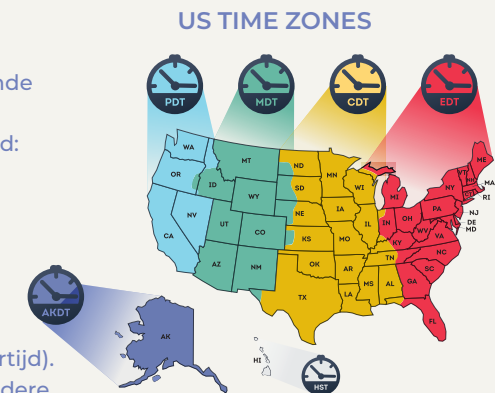 US TIME ZONES
nde
d:
tijd).
dere
PDT
MDT
CDT
EDT
AKDT
HST
WA
OR
CA
NV
ID
MT
WY
UT
CO
AZ
NM
ND
SD
NE
KS
OK
TX
MN
IA
MO
AR
LA
WI
IL
MS
AL
TN
MI
IN
OH
KY
WV
VA
NC
SC
GA
FL
PA
NY
VT
ME
MA
RI
NJ
DE
MD
AK
HI